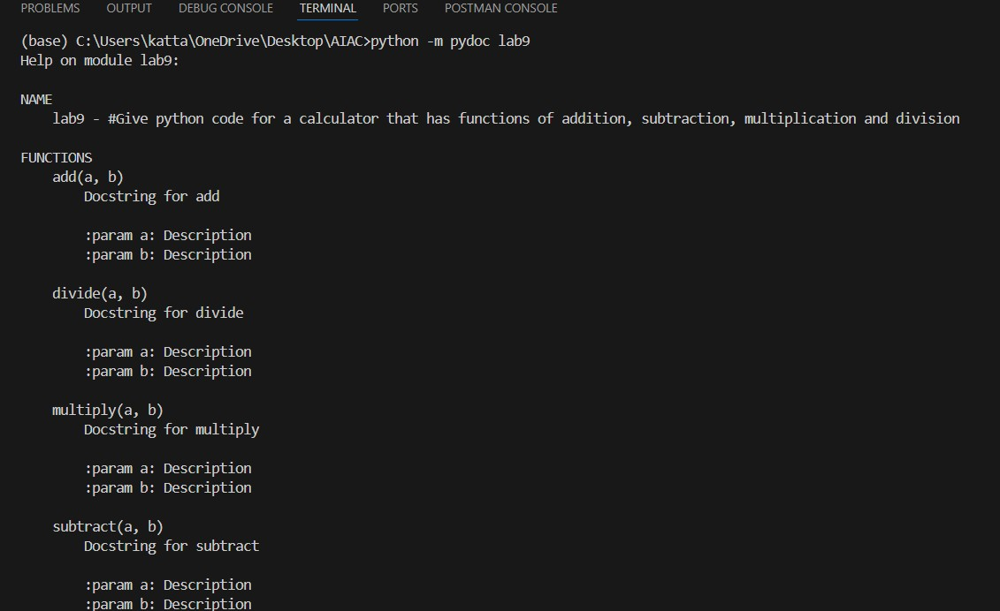 PROBLEMS OUTPUT DEBUG CONSOLE TERMINAL PORTS POSTMAN CONSOLE
(base) C:\Users\katta\OneDrive\Desktop\AIAC>python -m pydoc lab9
Help on module lab9:
NAME
lab9 - #Give python code for a calculator that has functions of addition, subtraction, multiplication and division
FUNCTIONS
add(a, b)
Docstring for add
:param a: Description
:param b: Description
divide(a, b)
Docstring for divide
:param a: Description
:param b: Description
multiply(a, b)
Docstring for multiply
:param a: Description
:param b: Description
subtract(a, b)
Docstring for subtract
:param a: Description
:param b: Description